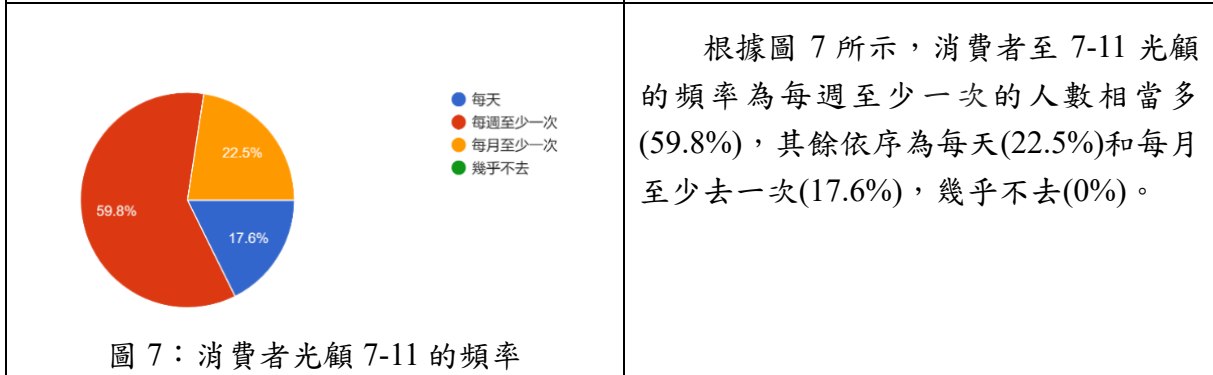 每天
每週至少一次
每月至少一次
幾乎不去
22.5%
59.8%
17.6%
圖 7：消費者光顧 7-11 的頻率
根據圖 7 所示，消費者至 7-11 光顧
的頻率為每週至少一次的人數相當多
(59.8%)，其餘依序為每天(22.5%)和每月
至少去一次(17.6%)，幾乎不去(0%)。